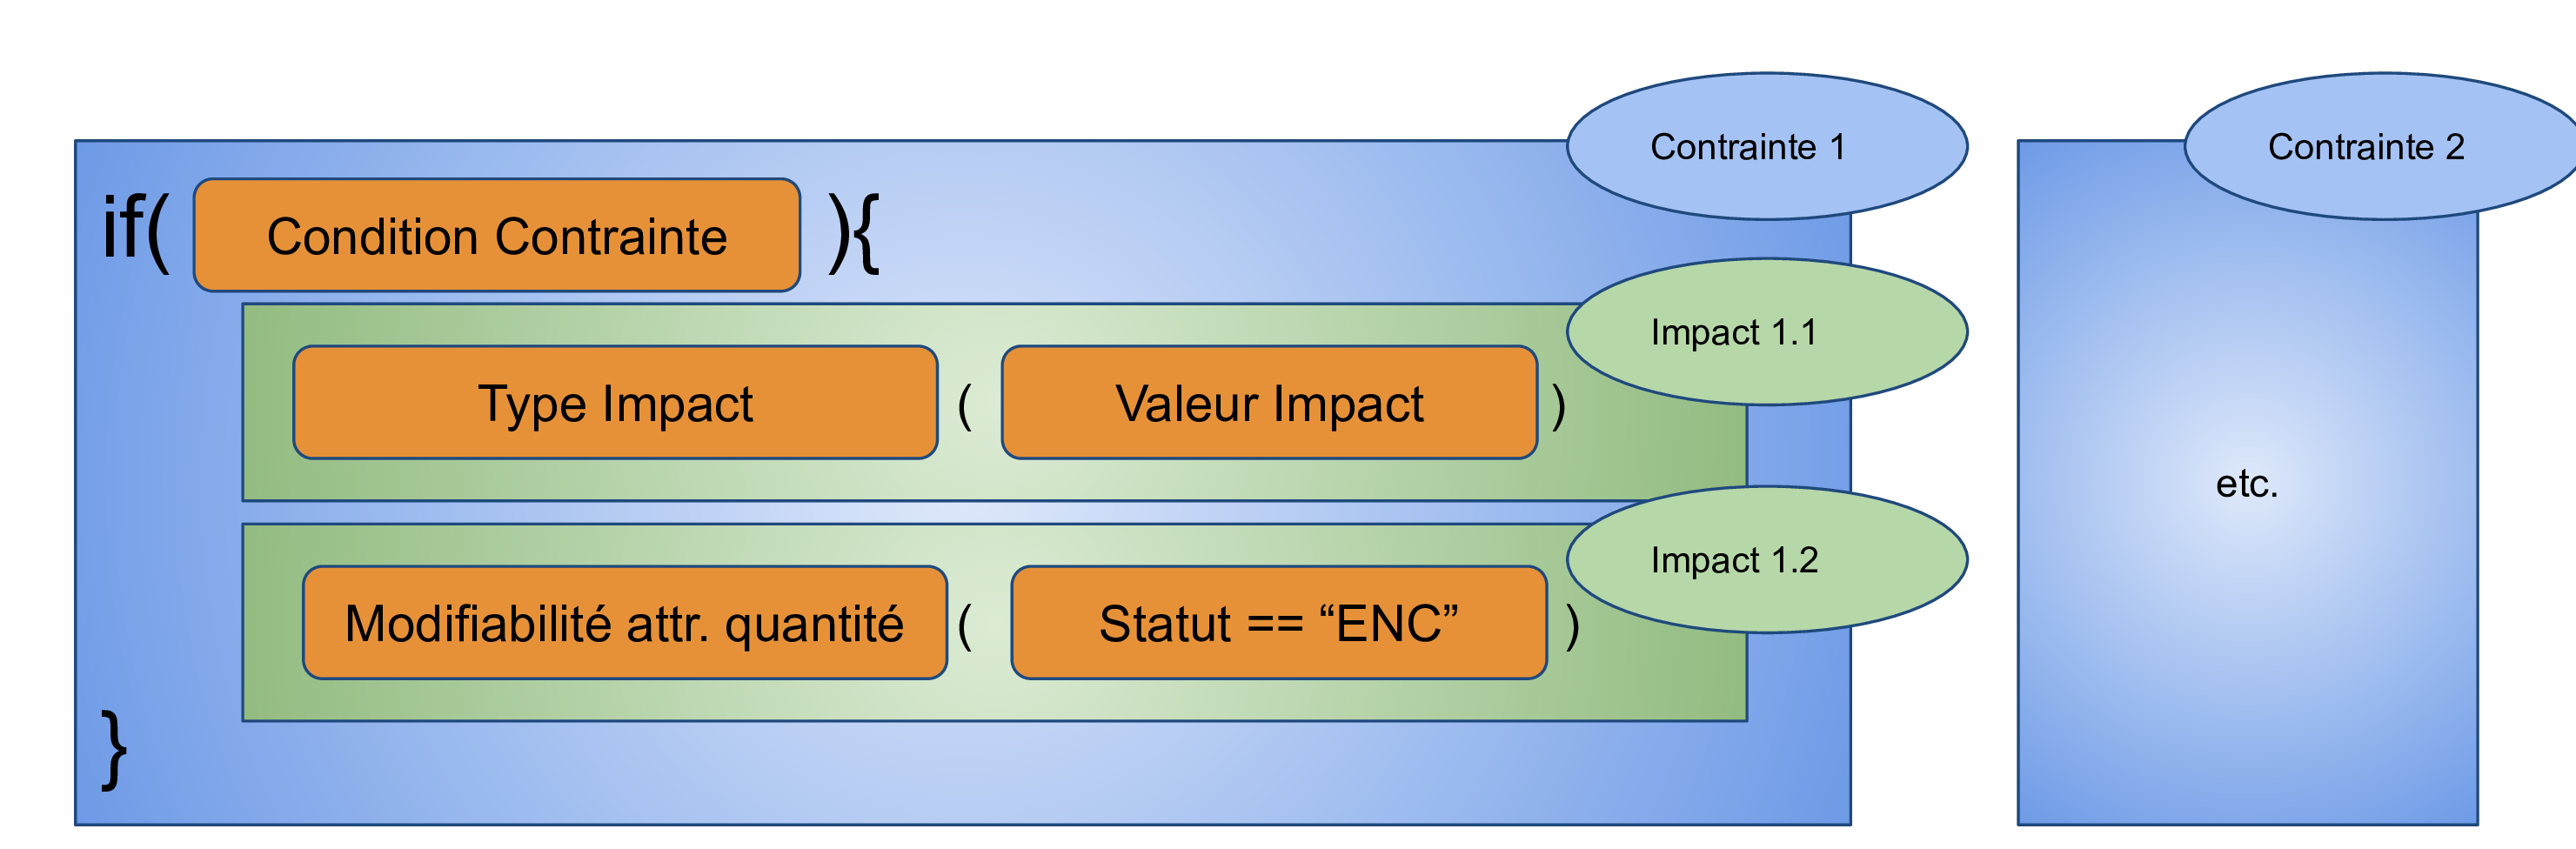 Contrainte 1
if( Condition Contrainte ){
Impact 1.1
Type Impact ( Valeur Impact )
Impact 1.2
Modifiabilité attr. quantité ( Statut == “ENC” )
}
Contrainte 2
etc.